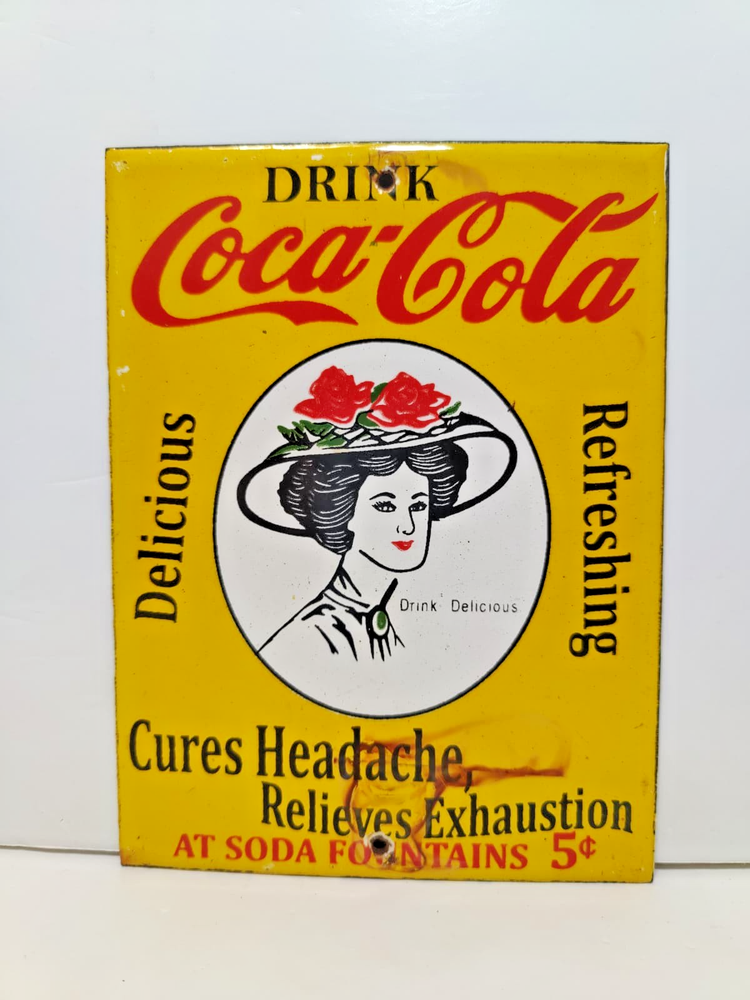 DRINK
Coca-Cola
Delicious
Refreshing
Drink Delicious
Cures Headache,
Relieves Exhaustion
AT SODA FOUNTAINS 5¢